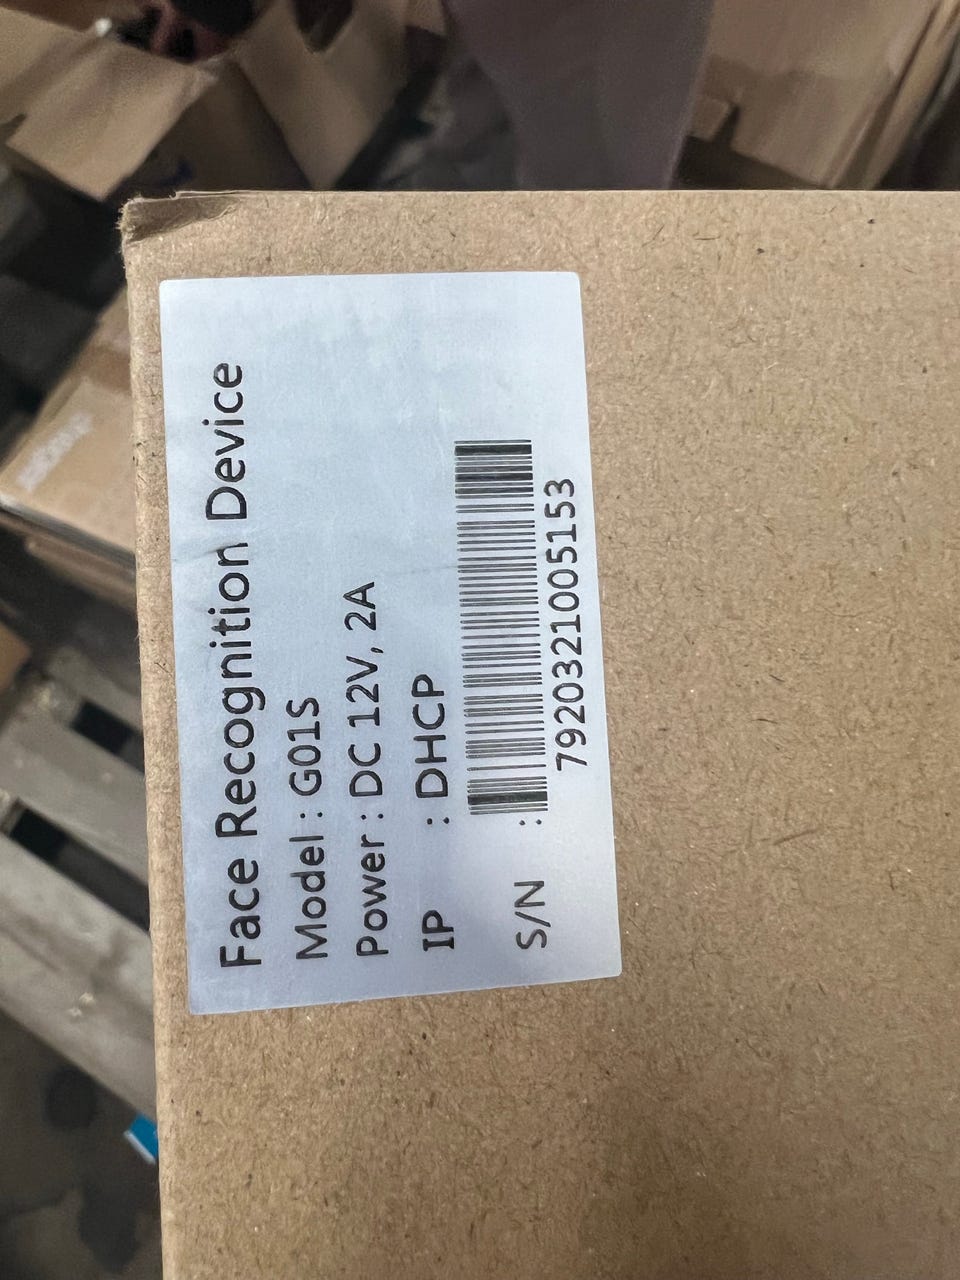 Face Recognition Device
Model : G01S
Power : DC 12V, 2A
IP : DHCP
S/N :
7920321005153